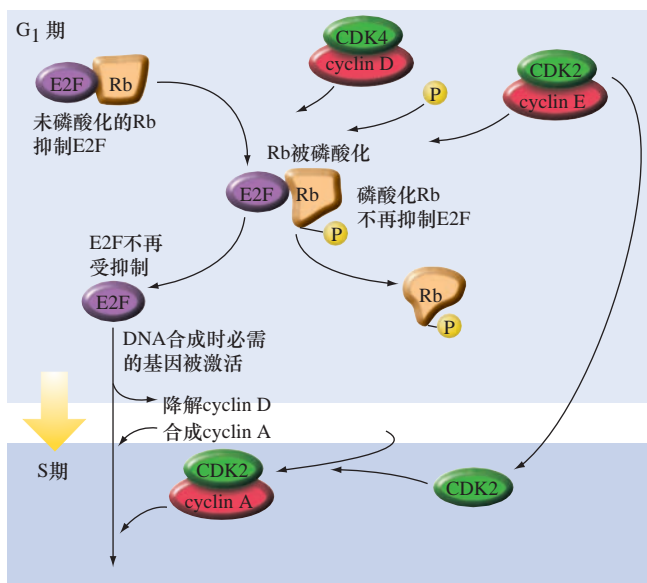 G1 期
CDK4
cyclin D
E2F
Rb
P
CDK2
cyclin E
未磷酸化的Rb
抑制E2F
Rb被磷酸化
E2F
Rb
P
磷酸化Rb
不再抑制E2F
E2F不再
受抑制
E2F
Rb
P
DNA合成时必需
的基因被激活
降解cyclin D
合成cyclin A
S期
CDK2
cyclin A
CDK2